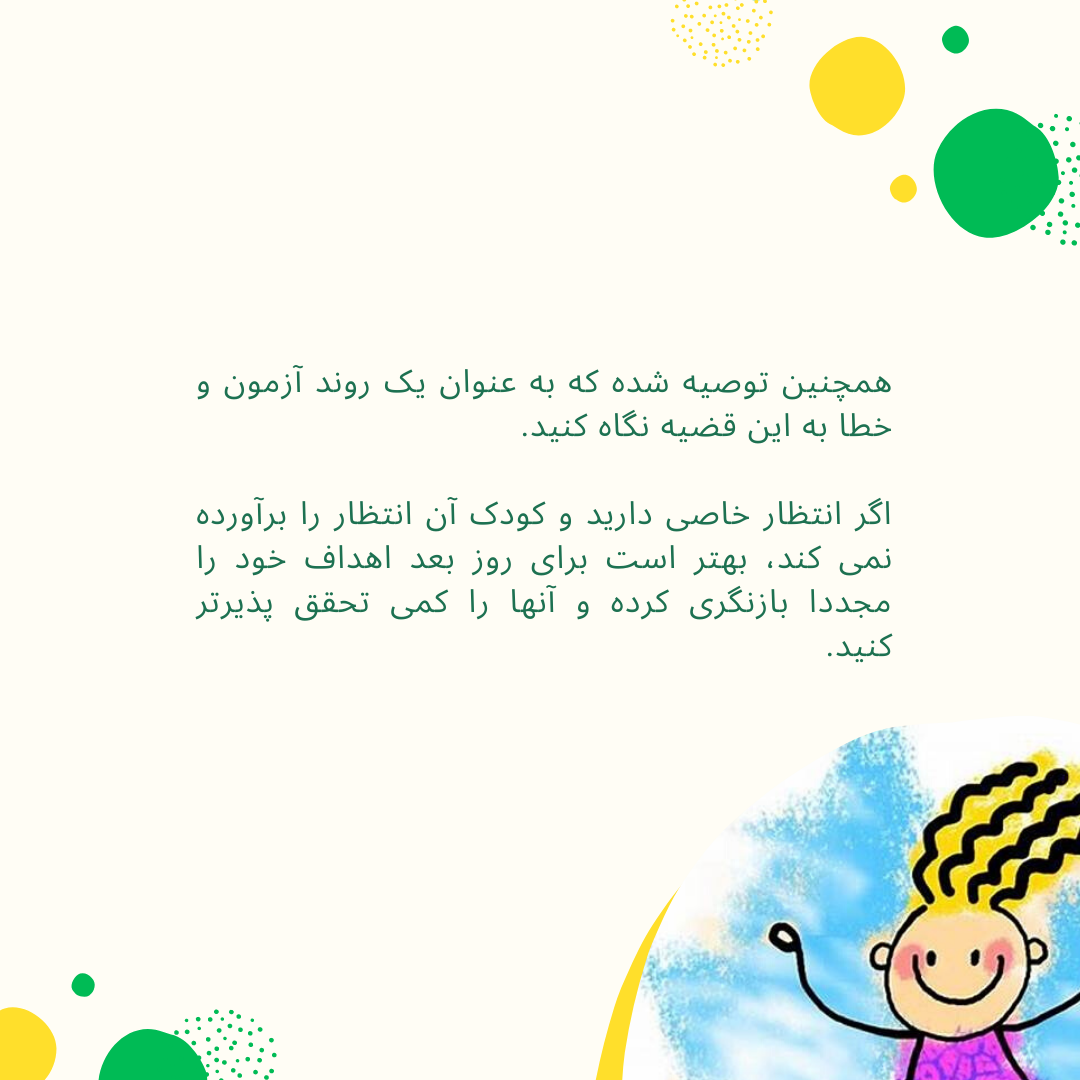 همچنین توصیه شده که به عنوان یک روند آزمون و
خطا به این قضیه نگاه کنید.
اگر انتظار خاصی دارید و کودک آن انتظار را برآورده
نمی کند، بهتر است برای روز بعد اهداف خود را
مجددا بازنگری کرده و آنها را کمی تحقق پذیرتر
کنید.